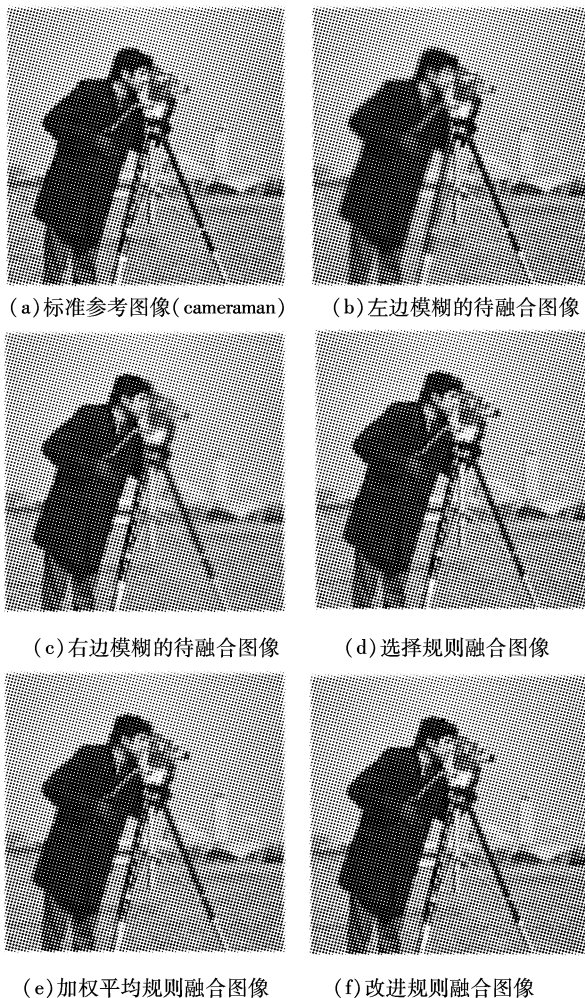 (a)标准参考图像(cameraman)
(b)左边模糊的待融合图像
(c)右边模糊的待融合图像
(d)选择规则融合图像
(e)加权平均规则融合图像
(f)改进规则融合图像